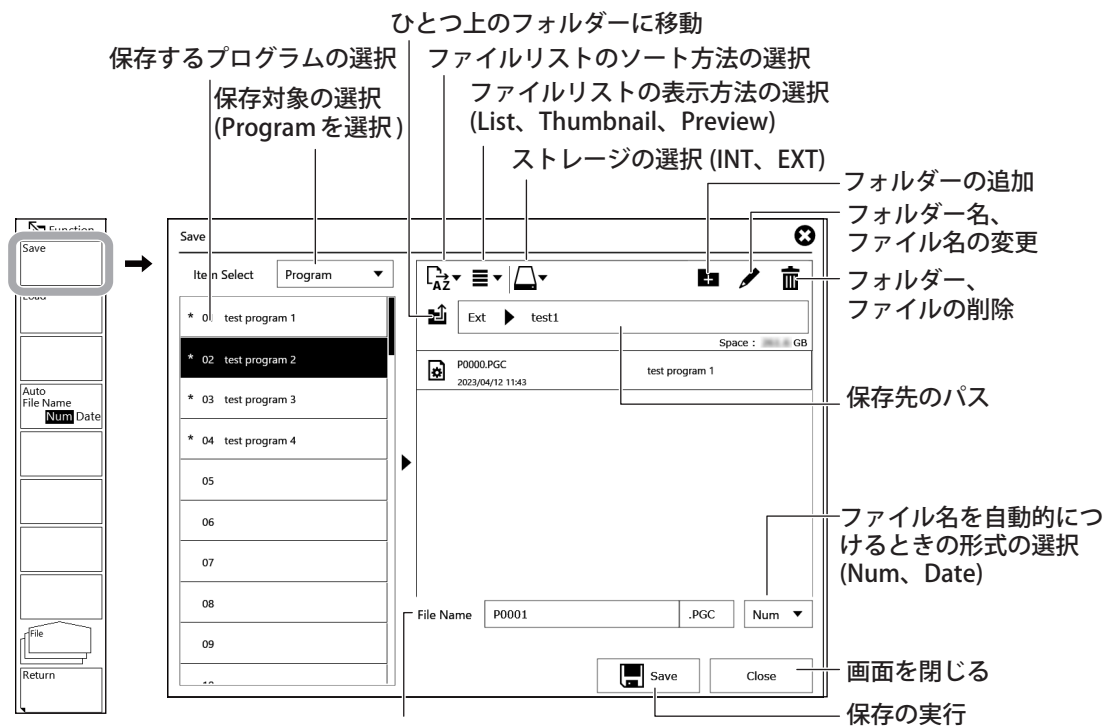 ひとつ上のフォルダーに移動
保存するプログラムの選択
ファイルリストのソート方法の選択
保存対象の選択
(Program を選択 )
ファイルリストの表示方法の選択
(List、Thumbnail、Preview)
ストレージの選択 (INT、EXT)
フォルダーの追加
フォルダー名、
ファイル名の変更
フォルダー、
ファイルの削除
Function
Save
Load
Auto
File Name
Num Date
File
Return
Save
Item Select
Program
AZ
* 0 test program 1
* 02 test program 2
* 03 test program 3
* 04 test program 4
05
06
07
08
09
10
Ext ▶ test1
Space : GB
P0000.PGC
2023/04/12 11:43
test program 1
保存先のパス
ファイル名を自動的につ
けるときの形式の選択
(Num、Date)
File Name
P0001
.PGC
Num
Save
Close
画面を閉じる
保存の実行